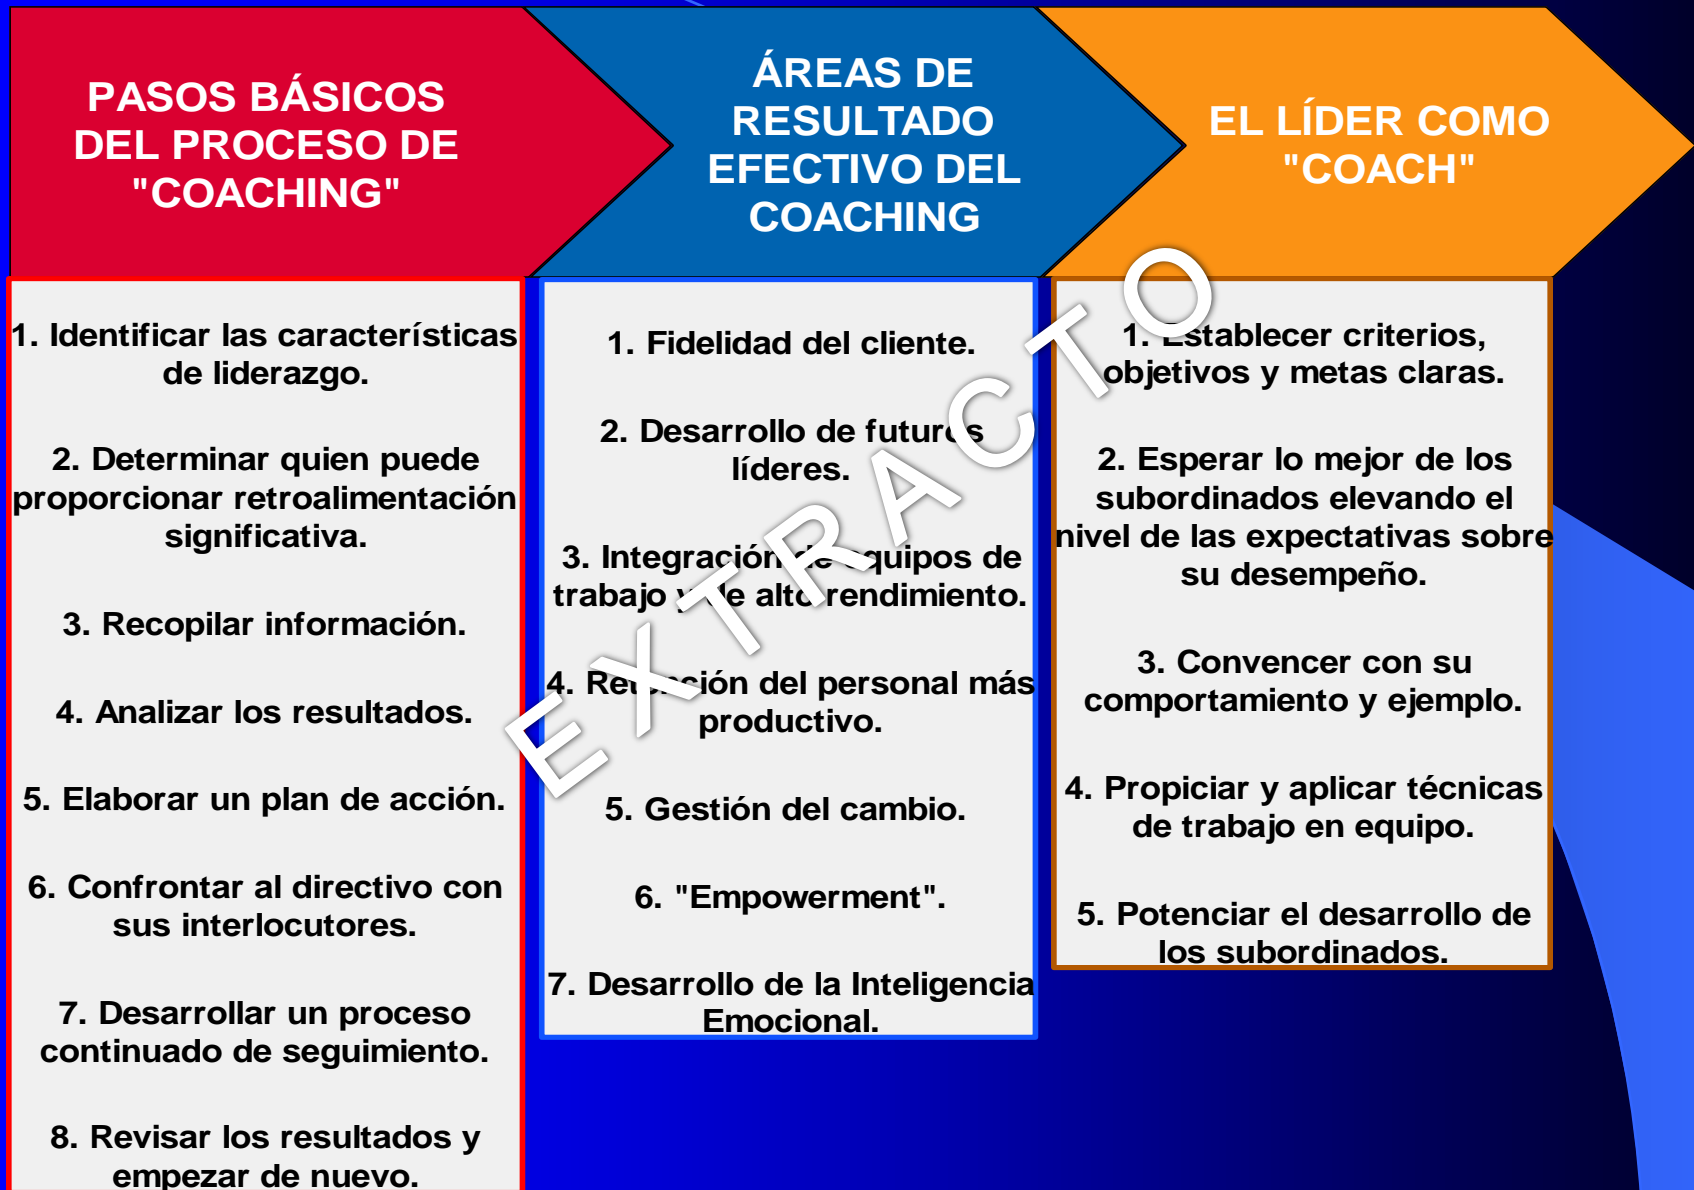 PASOS BÁSICOS
DEL PROCESO DE
"COACHING"
1. Identificar las características
de liderazgo.
2. Determinar quien puede
proporcionar retroalimentación
significativa.
3. Recopilar información.
4. Analizar los resultados.
5. Elaborar un plan de acción.
6. Confrontar al directivo con
sus interlocutores.
7. Desarrollar un proceso
continuado de seguimiento.
8. Revisar los resultados y
empezar de nuevo.
ÁREAS DE
RESULTADO
EFECTIVO DEL
COACHING
1. Fidelidad del cliente.
2. Desarrollo de futuros
líderes.
3. Integración de equipos de
trabajo y de alto rendimiento.
4. Retención del personal más
productivo.
5. Gestión del cambio.
6. "Empowerment".
7. Desarrollo de la Inteligencia
Emocional.
EL LÍDER COMO
"COACH"
1. Establecer criterios,
objetivos y metas claras.
2. Esperar lo mejor de los
subordinados elevando el
nivel de las expectativas sobre
su desempeño.
3. Convencer con su
comportamiento y ejemplo.
4. Propiciar y aplicar técnicas
de trabajo en equipo.
5. Potenciar el desarrollo de
los subordinados.
EXTRACTO